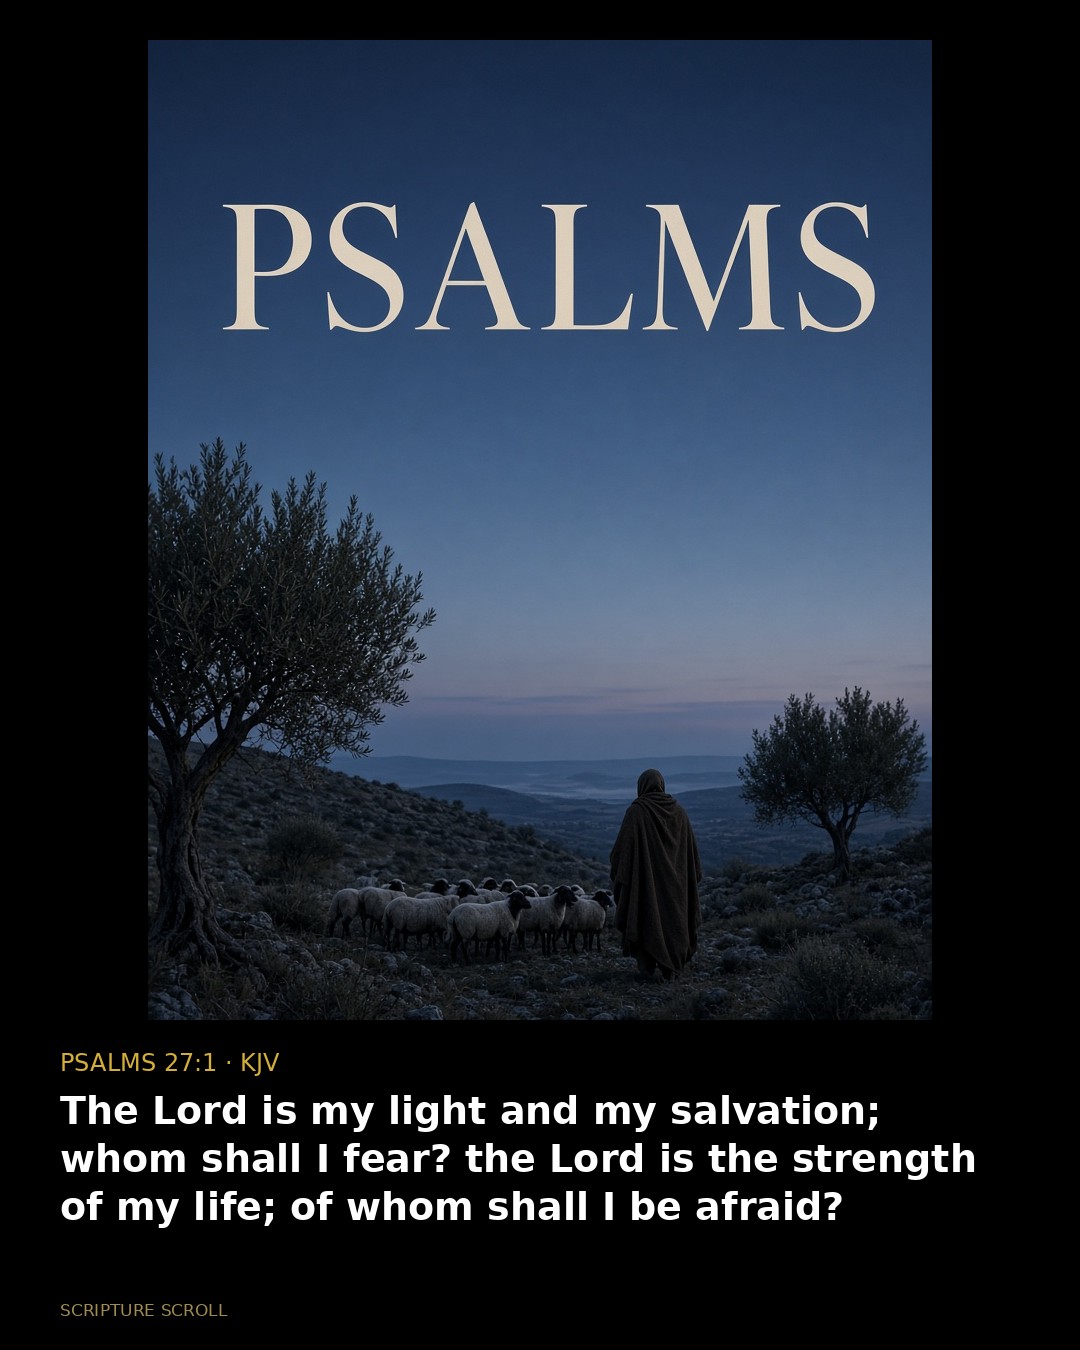 PSALMS
PSALMS 27:1 · KJV
The Lord is my light and my salvation;
whom shall I fear? the Lord is the strength
of my life; of whom shall I be afraid?
SCRIPTURE SCROLL